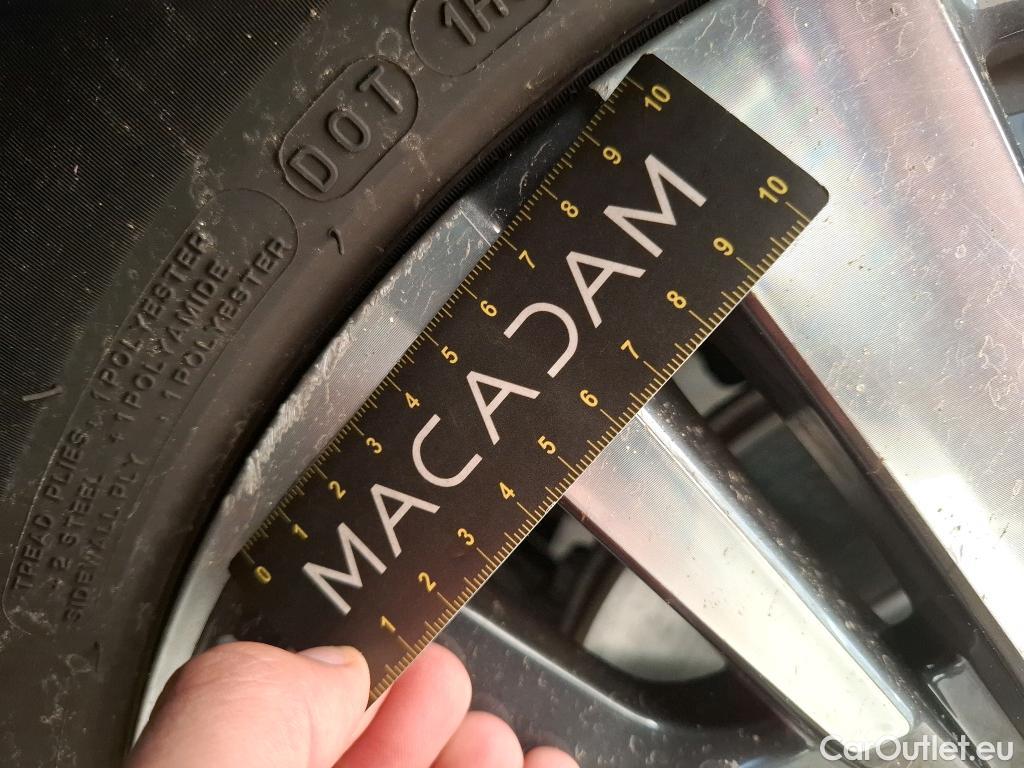 1H
DOT
TREAD PLIES : 1 POLYESTER
+ 2 STEEL + 1 POLYAMIDE
SIDEWALL PLY : 1 POLYESTER
0 1 2 3 4 5 6 7 8 9 10
MACADAM
1 2 3 4 5 6 7 8 9 10
CarOutlet.eu